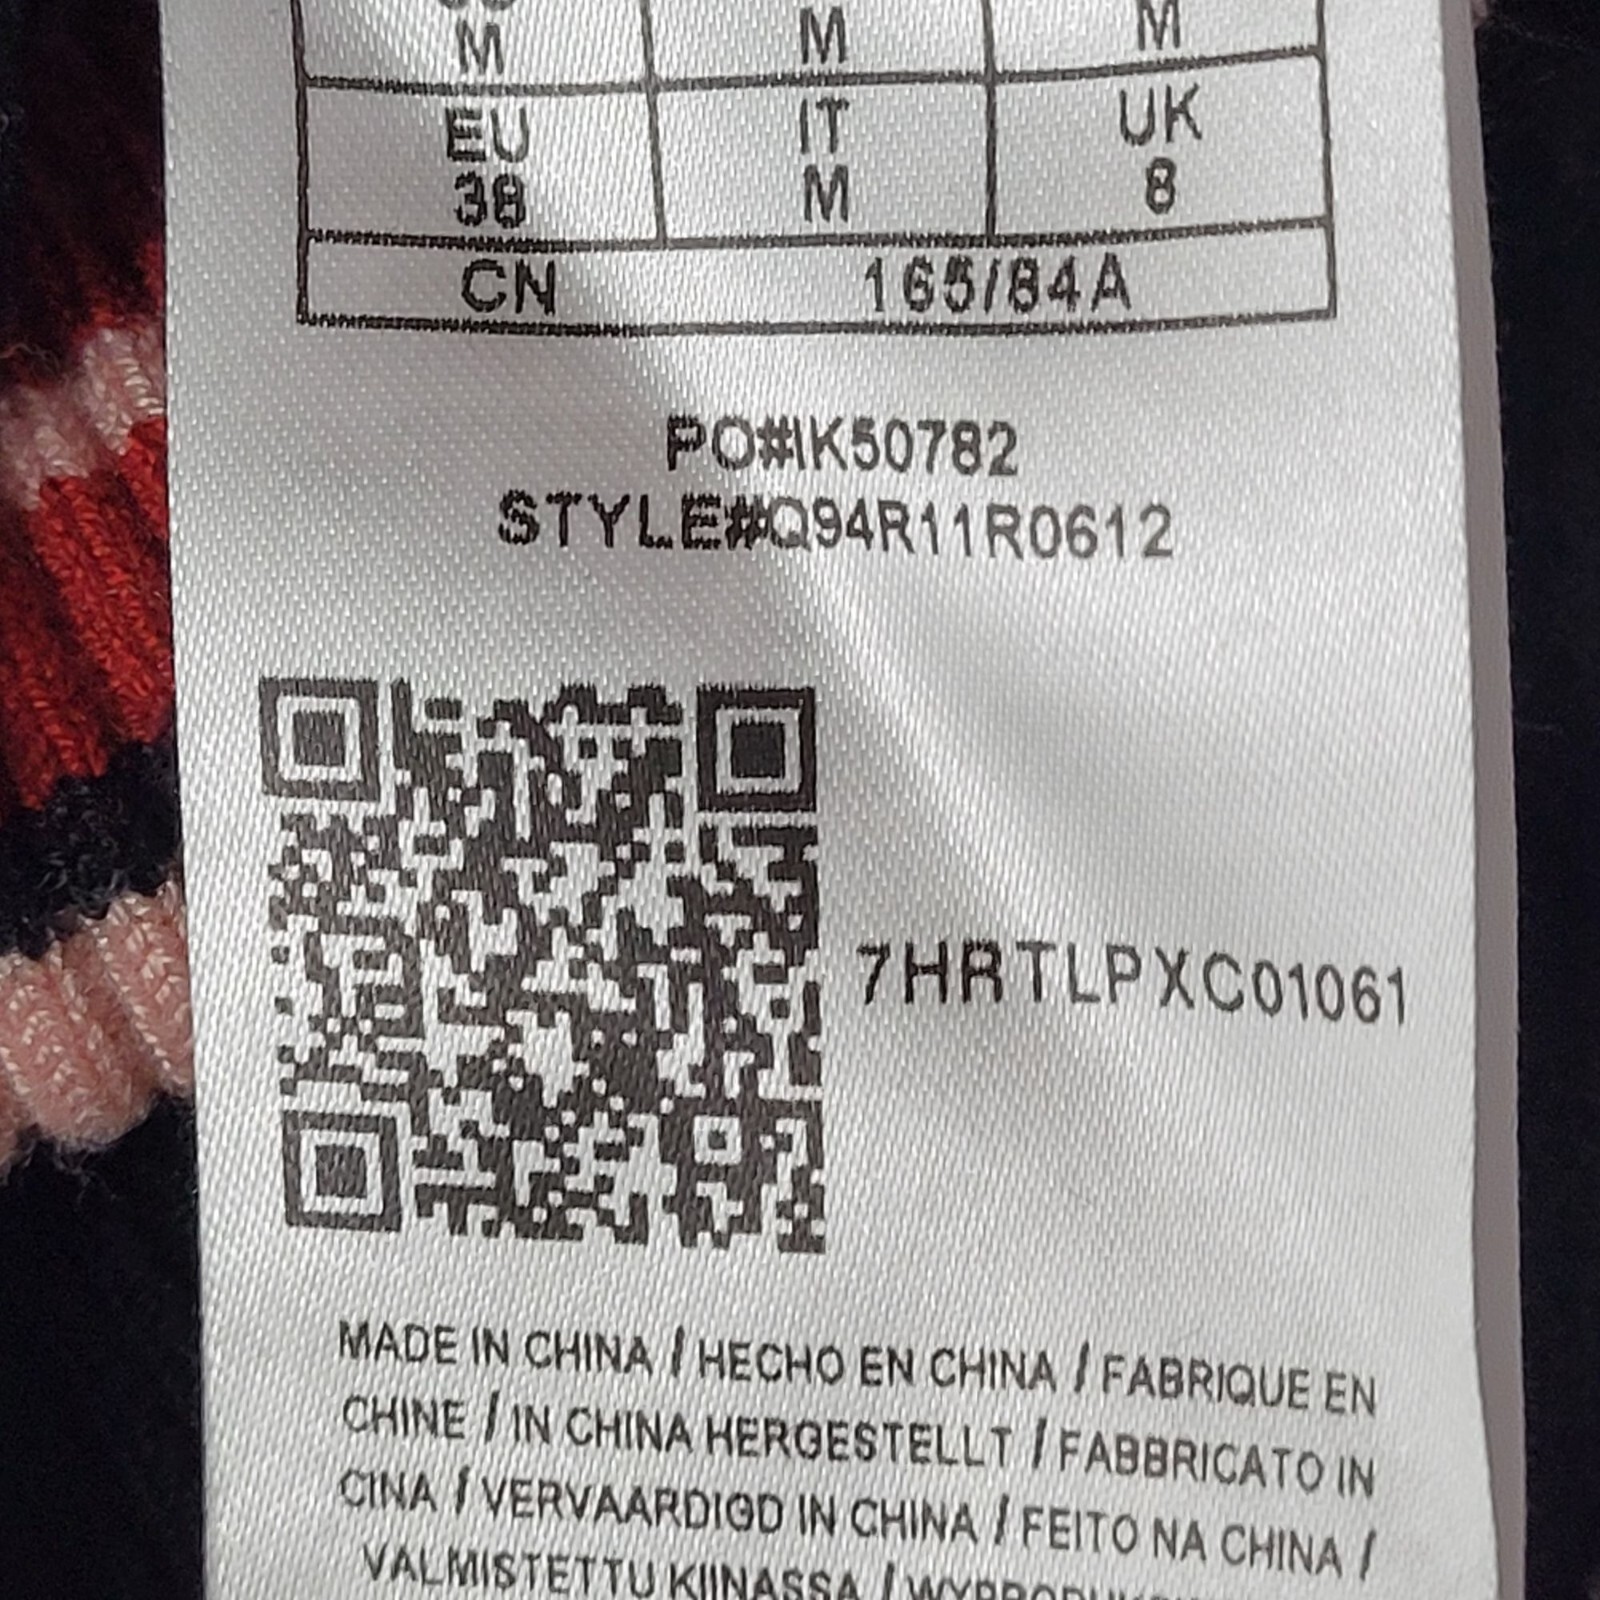 M M M
EU IT UK
38 M 8
CN 165/84A
PO#IK50782
STYLE#Q94R11R0612
7HRTLPXC01061
MADE IN CHINA / HECHO EN CHINA / FABRIQUE EN
CHINE / IN CHINA HERGESTELLT / FABBRICATO IN
CINA / VERVAARDIGD IN CHINA / FEITO NA CHINA /
VALMISTETTU KIINASSA /